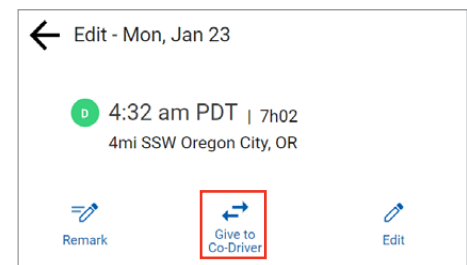 Edit - Mon, Jan 23
D 4:32 am PDT | 7h02
4mi SSW Oregon City, OR
Remark
Give to
Co-Driver
Edit